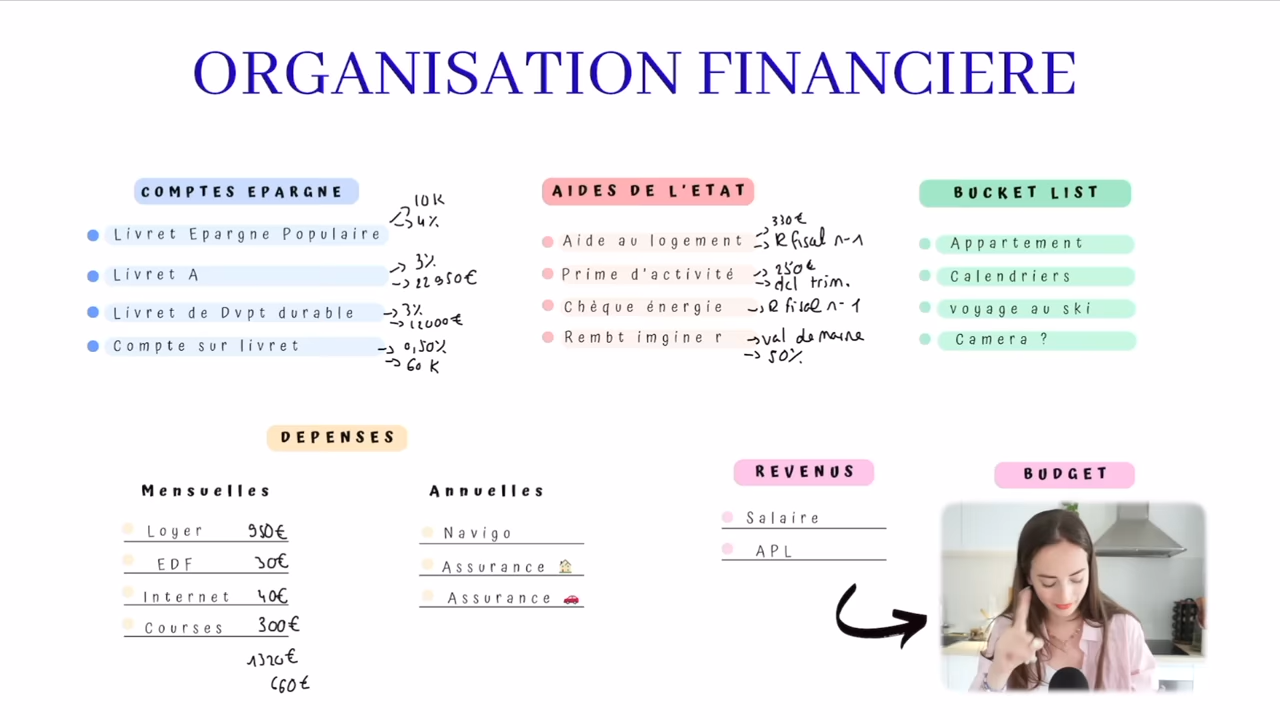 ORGANISATION FINANCIERE
COMPTES EPARGNE
Livret Epargne Populaire
10K
4%
Livret A
3%
22950€
Livret de Dvpt durable
3%
12000€
Compte sur livret
0,50%
60 K
AIDES DE L'ETAT
Aide au logement
330€
R fiscal n-1
Prime d'activité
250€
dcl trim.
Chèque énergie
R fiscal n-1
Rembt imgine r
val de marne
50%
BUCKET LIST
Appartement
Calendriers
voyage au ski
Camera ?
DEPENSES
Mensuelles
Loyer 950€
EDF 30€
Internet 40€
Courses 300€
1320€
660€
Annuelles
Navigo
Assurance
Assurance
REVENUS
Salaire
APL
BUDGET